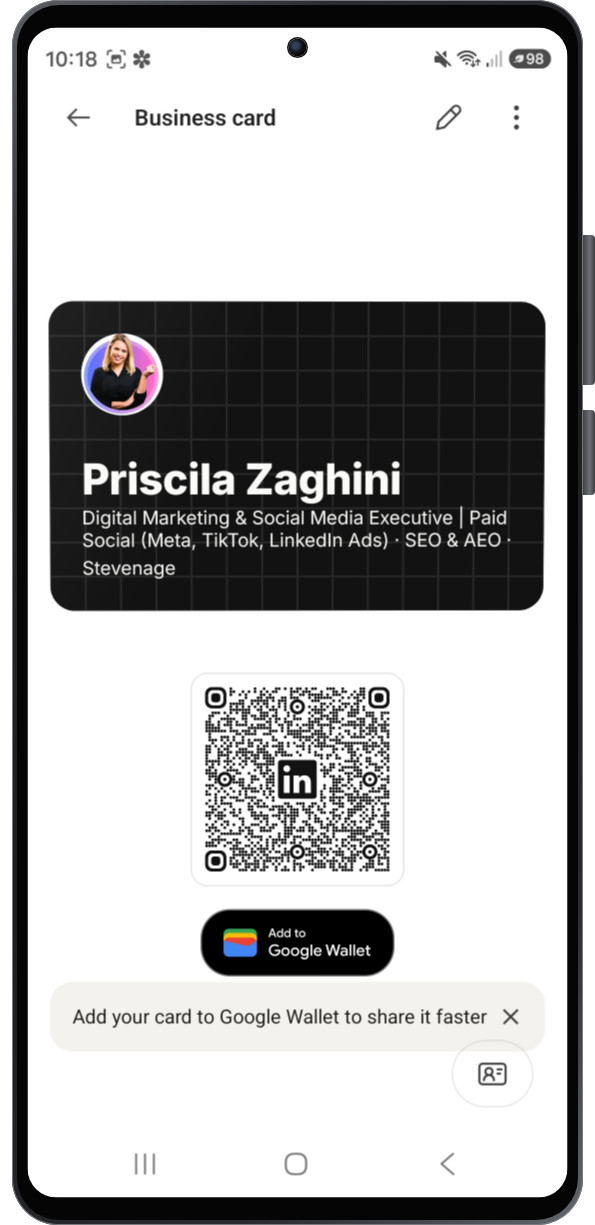 10:18
98
Business card
Priscila Zaghini
Digital Marketing & Social Media Executive | Paid
Social (Meta, TikTok, LinkedIn Ads) · SEO & AEO ·
Stevenage
in
Add to
Google Wallet
Add your card to Google Wallet to share it faster